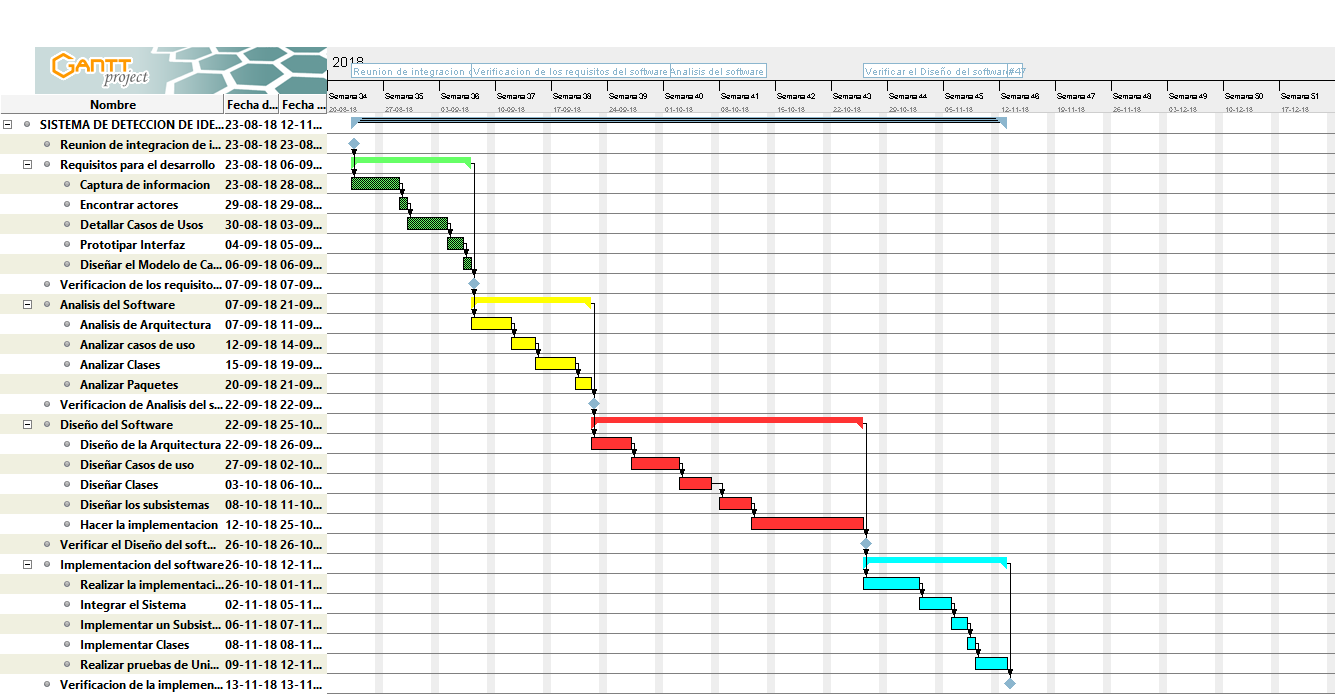 2018
GANTT
project
Reunion de integracion
Verificacion de los requisitos del software
Analisis del software
Verificar el Diseño del software
#47
Nombre Fecha d... Fecha ...
Semana 34 Semana 35 Semana 36 Semana 37 Semana 38 Semana 39 Semana 40 Semana 41 Semana 42 Semana 43 Semana 44 Semana 45 Semana 46 Semana 47 Semana 48 Semana 49 Semana 50 Semana 51
20-08-18 27-08-18 03-09-18 10-09-18 17-09-18 24-09-18 01-10-18 08-10-18 15-10-18 22-10-18 29-10-18 05-11-18 12-11-18 19-11-18 26-11-18 03-12-18 10-12-18 17-12-18
SISTEMA DE DETECCION DE IDE... 23-08-18 12-11...
Reunion de integracion de i... 23-08-18 23-08...
Requisitos para el desarrollo 23-08-18 06-09...
Captura de informacion 23-08-18 28-08...
Encontrar actores 29-08-18 29-08...
Detallar Casos de Usos 30-08-18 03-09...
Prototipar Interfaz 04-09-18 05-09...
Diseñar el Modelo de Ca... 06-09-18 06-09...
Verificacion de los requisito... 07-09-18 07-09...
Analisis del Software 07-09-18 21-09...
Analisis de Arquitectura 07-09-18 11-09...
Analizar casos de uso 12-09-18 14-09...
Analizar Clases 15-09-18 19-09...
Analizar Paquetes 20-09-18 21-09...
Verificacion de Analisis del s... 22-09-18 22-09...
Diseño del Software 22-09-18 25-10...
Diseño de la Arquitectura 22-09-18 26-09...
Diseñar Casos de uso 27-09-18 02-10...
Diseñar Clases 03-10-18 06-10...
Diseñar los subsistemas 08-10-18 11-10...
Hacer la implementacion 12-10-18 25-10...
Verificar el Diseño del soft... 26-10-18 26-10...
Implementacion del software 26-10-18 12-11...
Realizar la implementaci... 26-10-18 01-11...
Integrar el Sistema 02-11-18 05-11...
Implementar un Subsist... 06-11-18 07-11...
Implementar Clases 08-11-18 08-11...
Realizar pruebas de Uni... 09-11-18 12-11...
Verificacion de la implemen... 13-11-18 13-11...